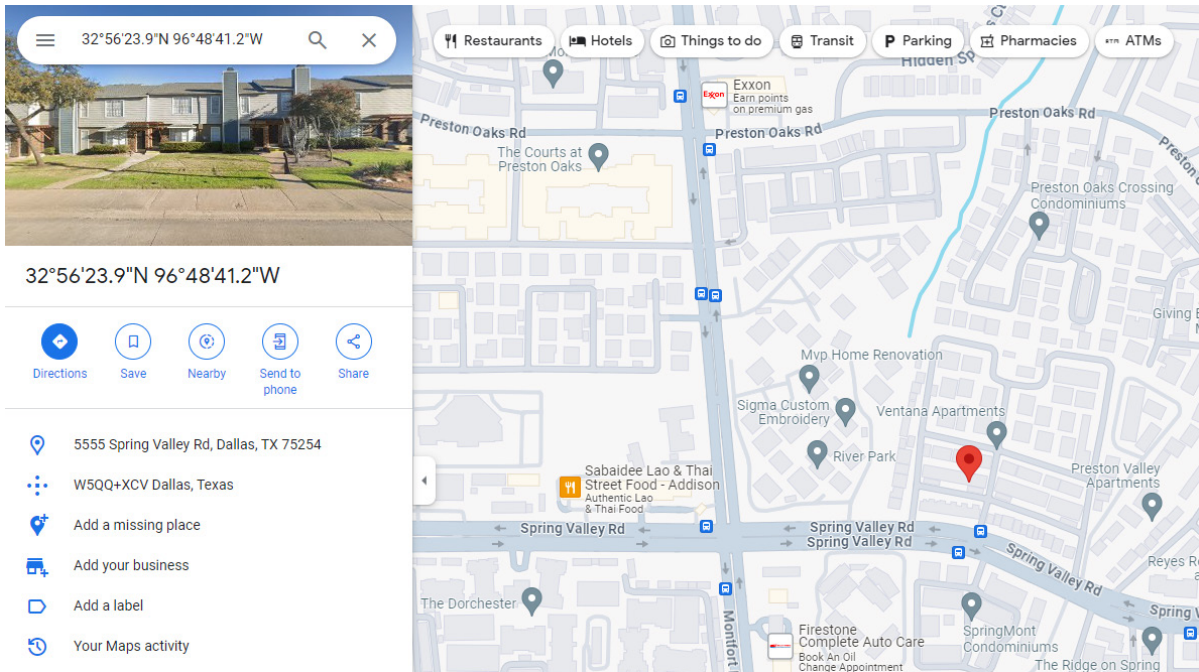 32°56'23.9"N 96°48'41.2"W
32°56'23.9"N 96°48'41.2"W
Directions
Save
Nearby
Send to
phone
Share
5555 Spring Valley Rd, Dallas, TX 75254
W5QQ+XCV Dallas, Texas
Add a missing place
Add your business
Add a label
Your Maps activity
Restaurants
Hotels
Things to do
Transit
P Parking
Pharmacies
ATM ATMs
Hidden Sp
Exxon
Exxon
Earn points
on premium gas
Preston Oaks Rd
Preston Oaks Rd
Preston Oaks Rd
Preston
The Courts at
Preston Oaks
Preston Oaks Crossing
Condominiums
Giving
Mvp Home Renovation
Sigma Custom
Embroidery
Ventana Apartments
River Park
Preston Valley
Apartments
Sabaidee Lao & Thai
Street Food - Addison
Authentic Lao
& Thai Food
Spring Valley Rd
Spring Valley Rd
Spring Valley Rd
Spring Valley Rd
Reyes R
Spring
The Dorchester
Montfort
Firestone
Complete Auto Care
Book An Oil
Change Appointment
SpringMont
Condominiums
The Ridge on Spring